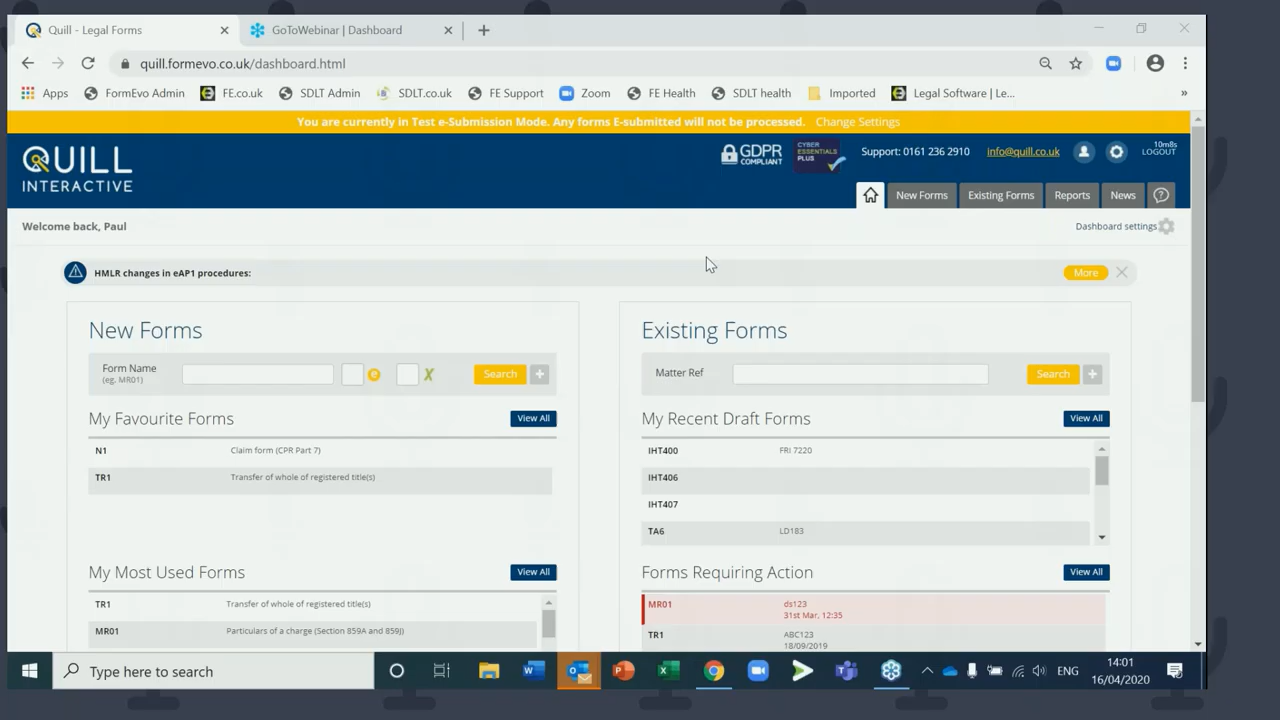 Quill - Legal Forms
GoToWebinar | Dashboard
quill.formevo.co.uk/dashboard.html
Apps FormEvo Admin FE.co.uk SDLT Admin SDLT.co.uk FE Support Zoom FE Health SDLT health Imported Legal Software | Le... »
You are currently in Test e-Submission Mode. Any forms E-submitted will not be processed. Change Settings
QUILL
INTERACTIVE
GDPR
COMPLIANT
CYBER
ESSENTIALS
PLUS
Support: 0161 236 2910
info@quill.co.uk
10m8s
LOGOUT
New Forms Existing Forms Reports News
Welcome back, Paul
Dashboard settings
HMLR changes in eAP1 procedures:
More
New Forms
Form Name
(eg. MR01)
e
X
Search +
My Favourite Forms View All
N1 Claim form (CPR Part 7)
TR1 Transfer of whole of registered title(s)
My Most Used Forms View All
TR1 Transfer of whole of registered title(s)
MR01 Particulars of a charge (Section 859A and 859J)
Existing Forms
Matter Ref
Search +
My Recent Draft Forms View All
IHT400 FRI 7220
IHT406
IHT407
TA6 LD183
Forms Requiring Action View All
MR01 ds123
31st Mar, 12:35
TR1 ABC123
18/09/2019
Type here to search
ENG
14:01
16/04/2020